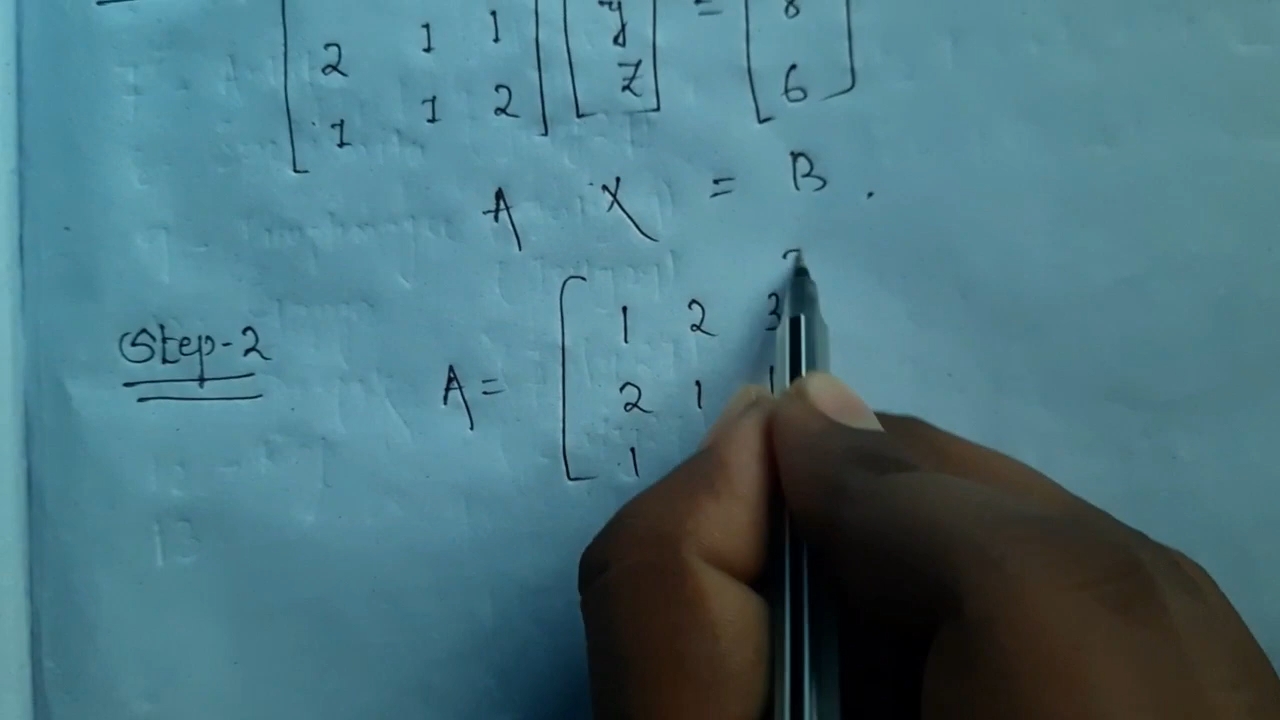 y = 8
2 1 1
z 6
1 1 2
A X = B .
1 2 3
Step-2 A = 2 1 1
1